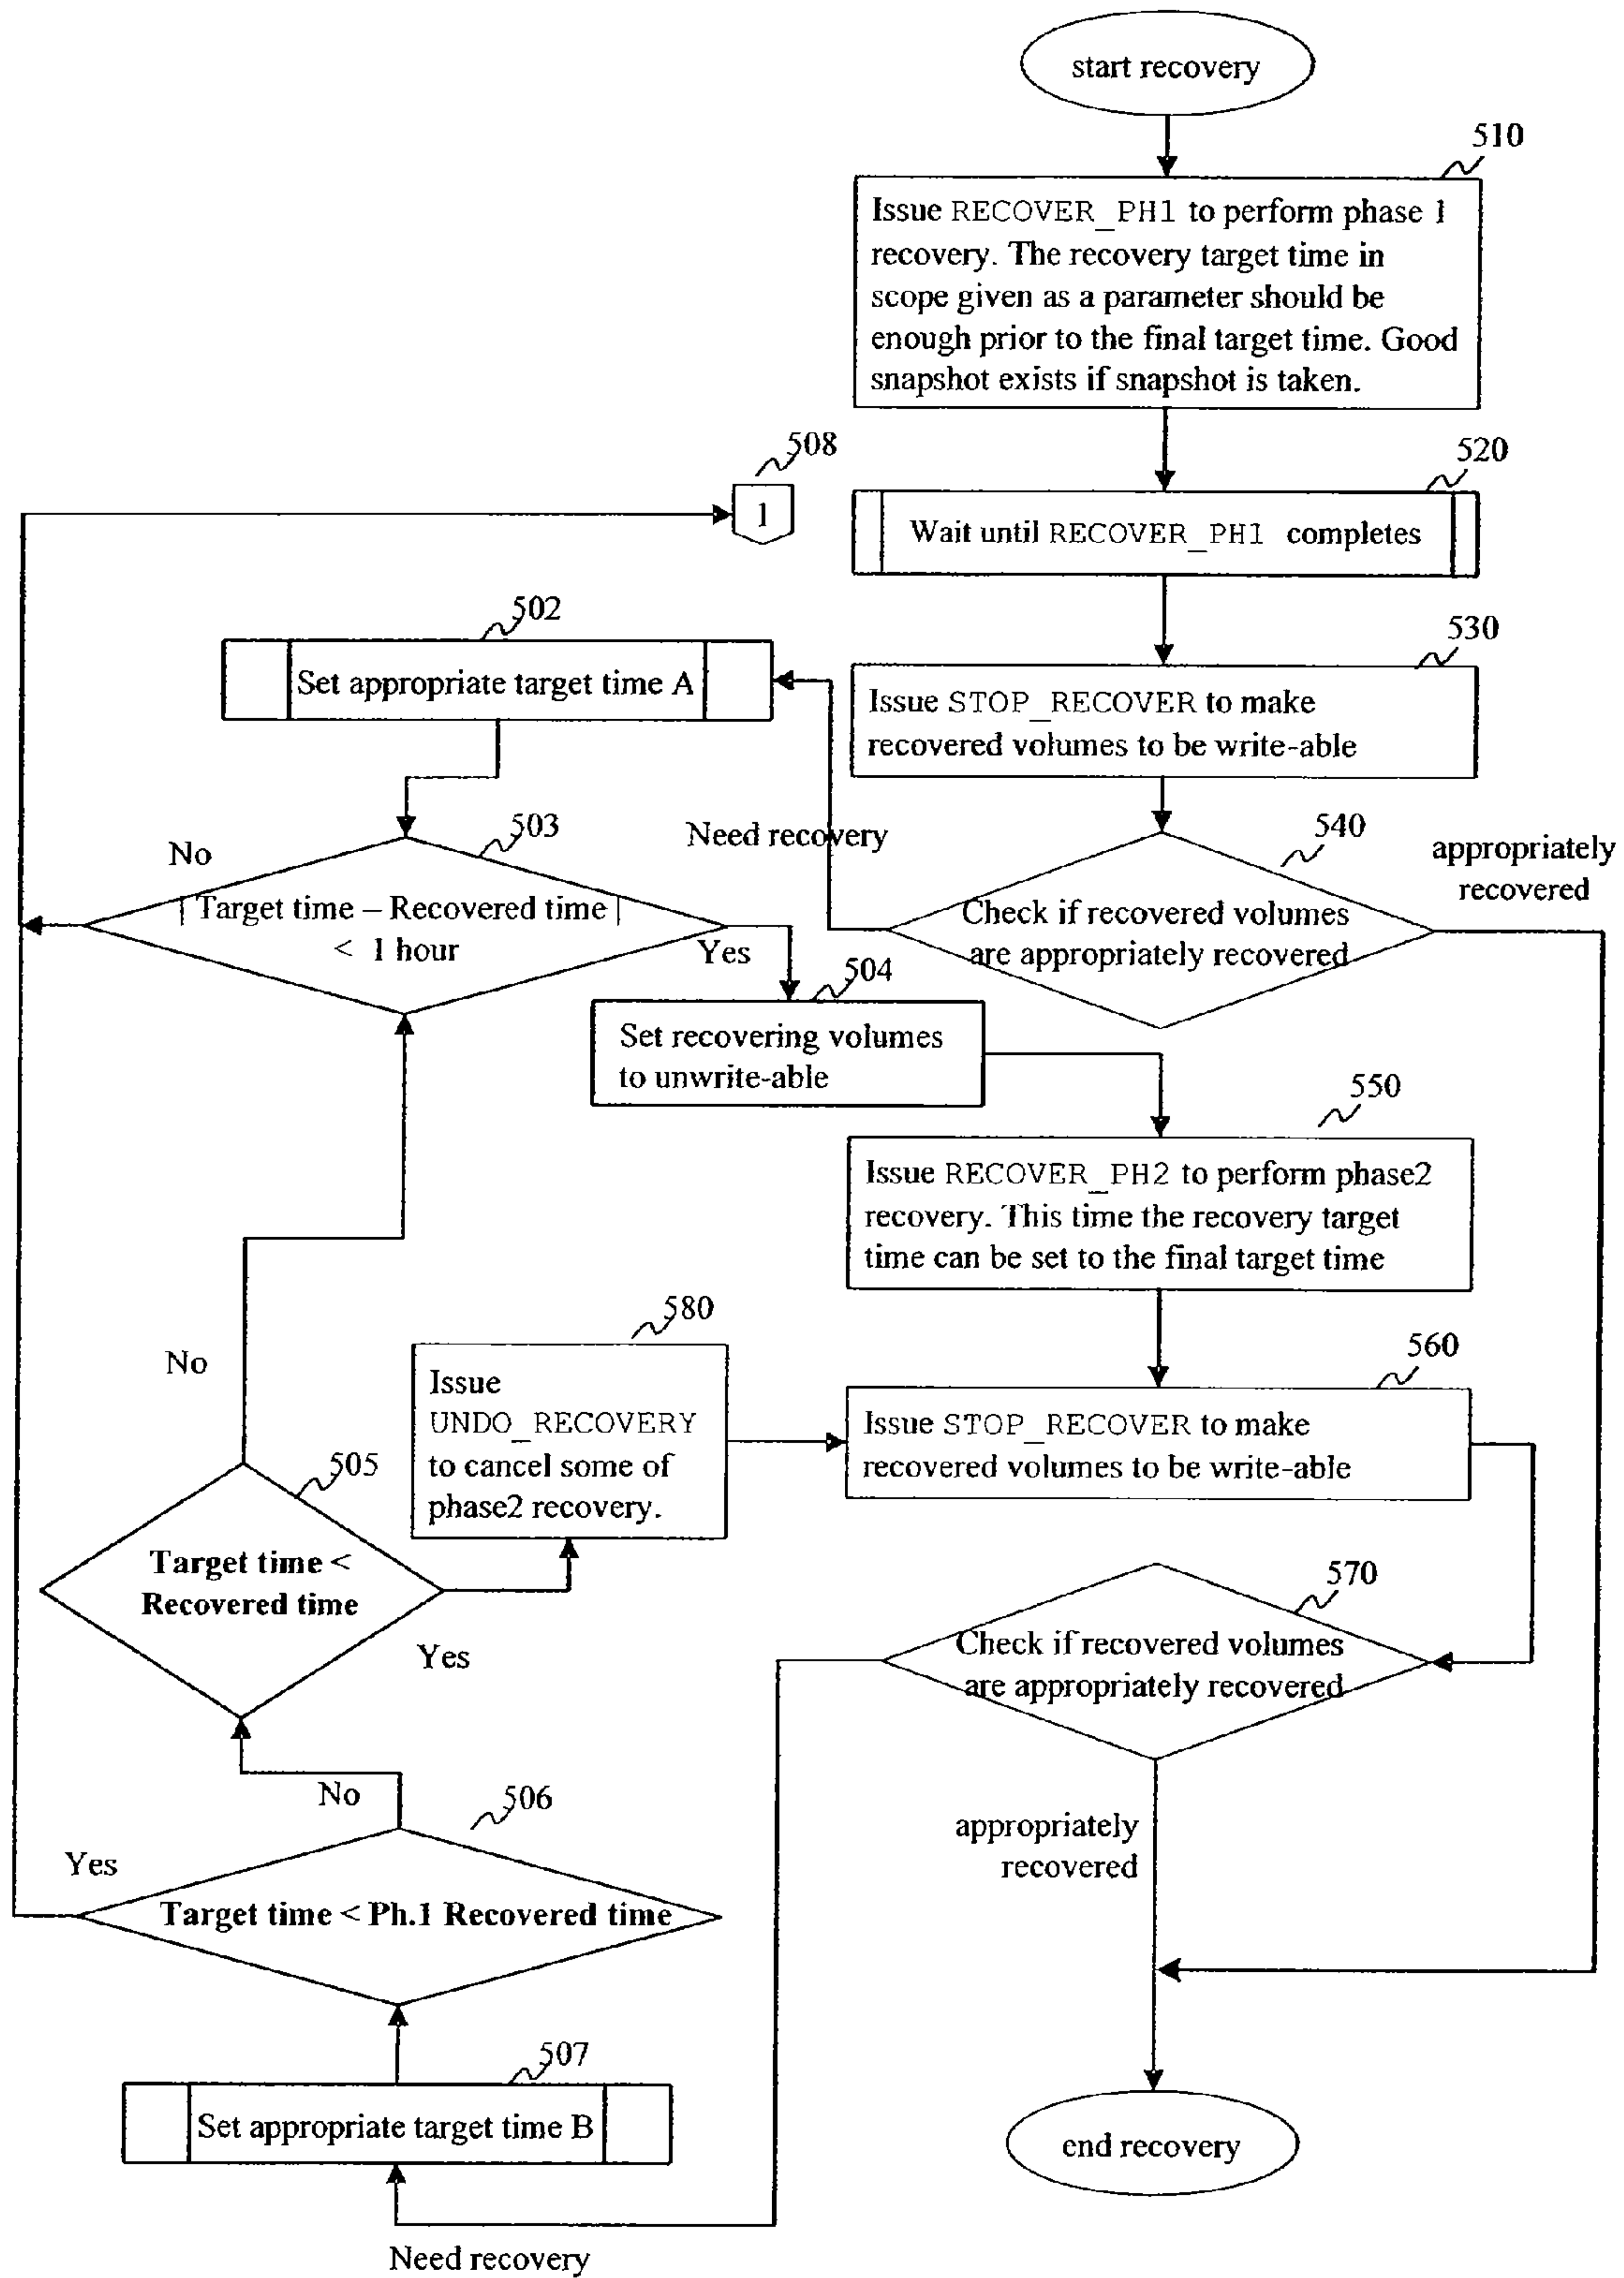 start recovery
510
Issue RECOVER_PH1 to perform phase 1
recovery. The recovery target time in
scope given as a parameter should be
enough prior to the final target time. Good
snapshot exists if snapshot is taken.
508
1
520
Wait until RECOVER_PH1 completes
502
Set appropriate target time A
530
Issue STOP_RECOVER to make
recovered volumes to be write-able
503
No
| Target time – Recovered time |
< 1 hour
Yes
Need recovery
540
Check if recovered volumes
are appropriately recovered
appropriately
recovered
504
Set recovering volumes
to unwrite-able
550
Issue RECOVER_PH2 to perform phase2
recovery. This time the recovery target
time can be set to the final target time
580
Issue
UNDO_RECOVERY
to cancel some of
phase2 recovery.
560
Issue STOP_RECOVER to make
recovered volumes to be write-able
No
505
Target time <
Recovered time
Yes
570
Check if recovered volumes
are appropriately recovered
No
506
Yes
Target time < Ph.1 Recovered time
appropriately
recovered
507
Set appropriate target time B
Need recovery
end recovery